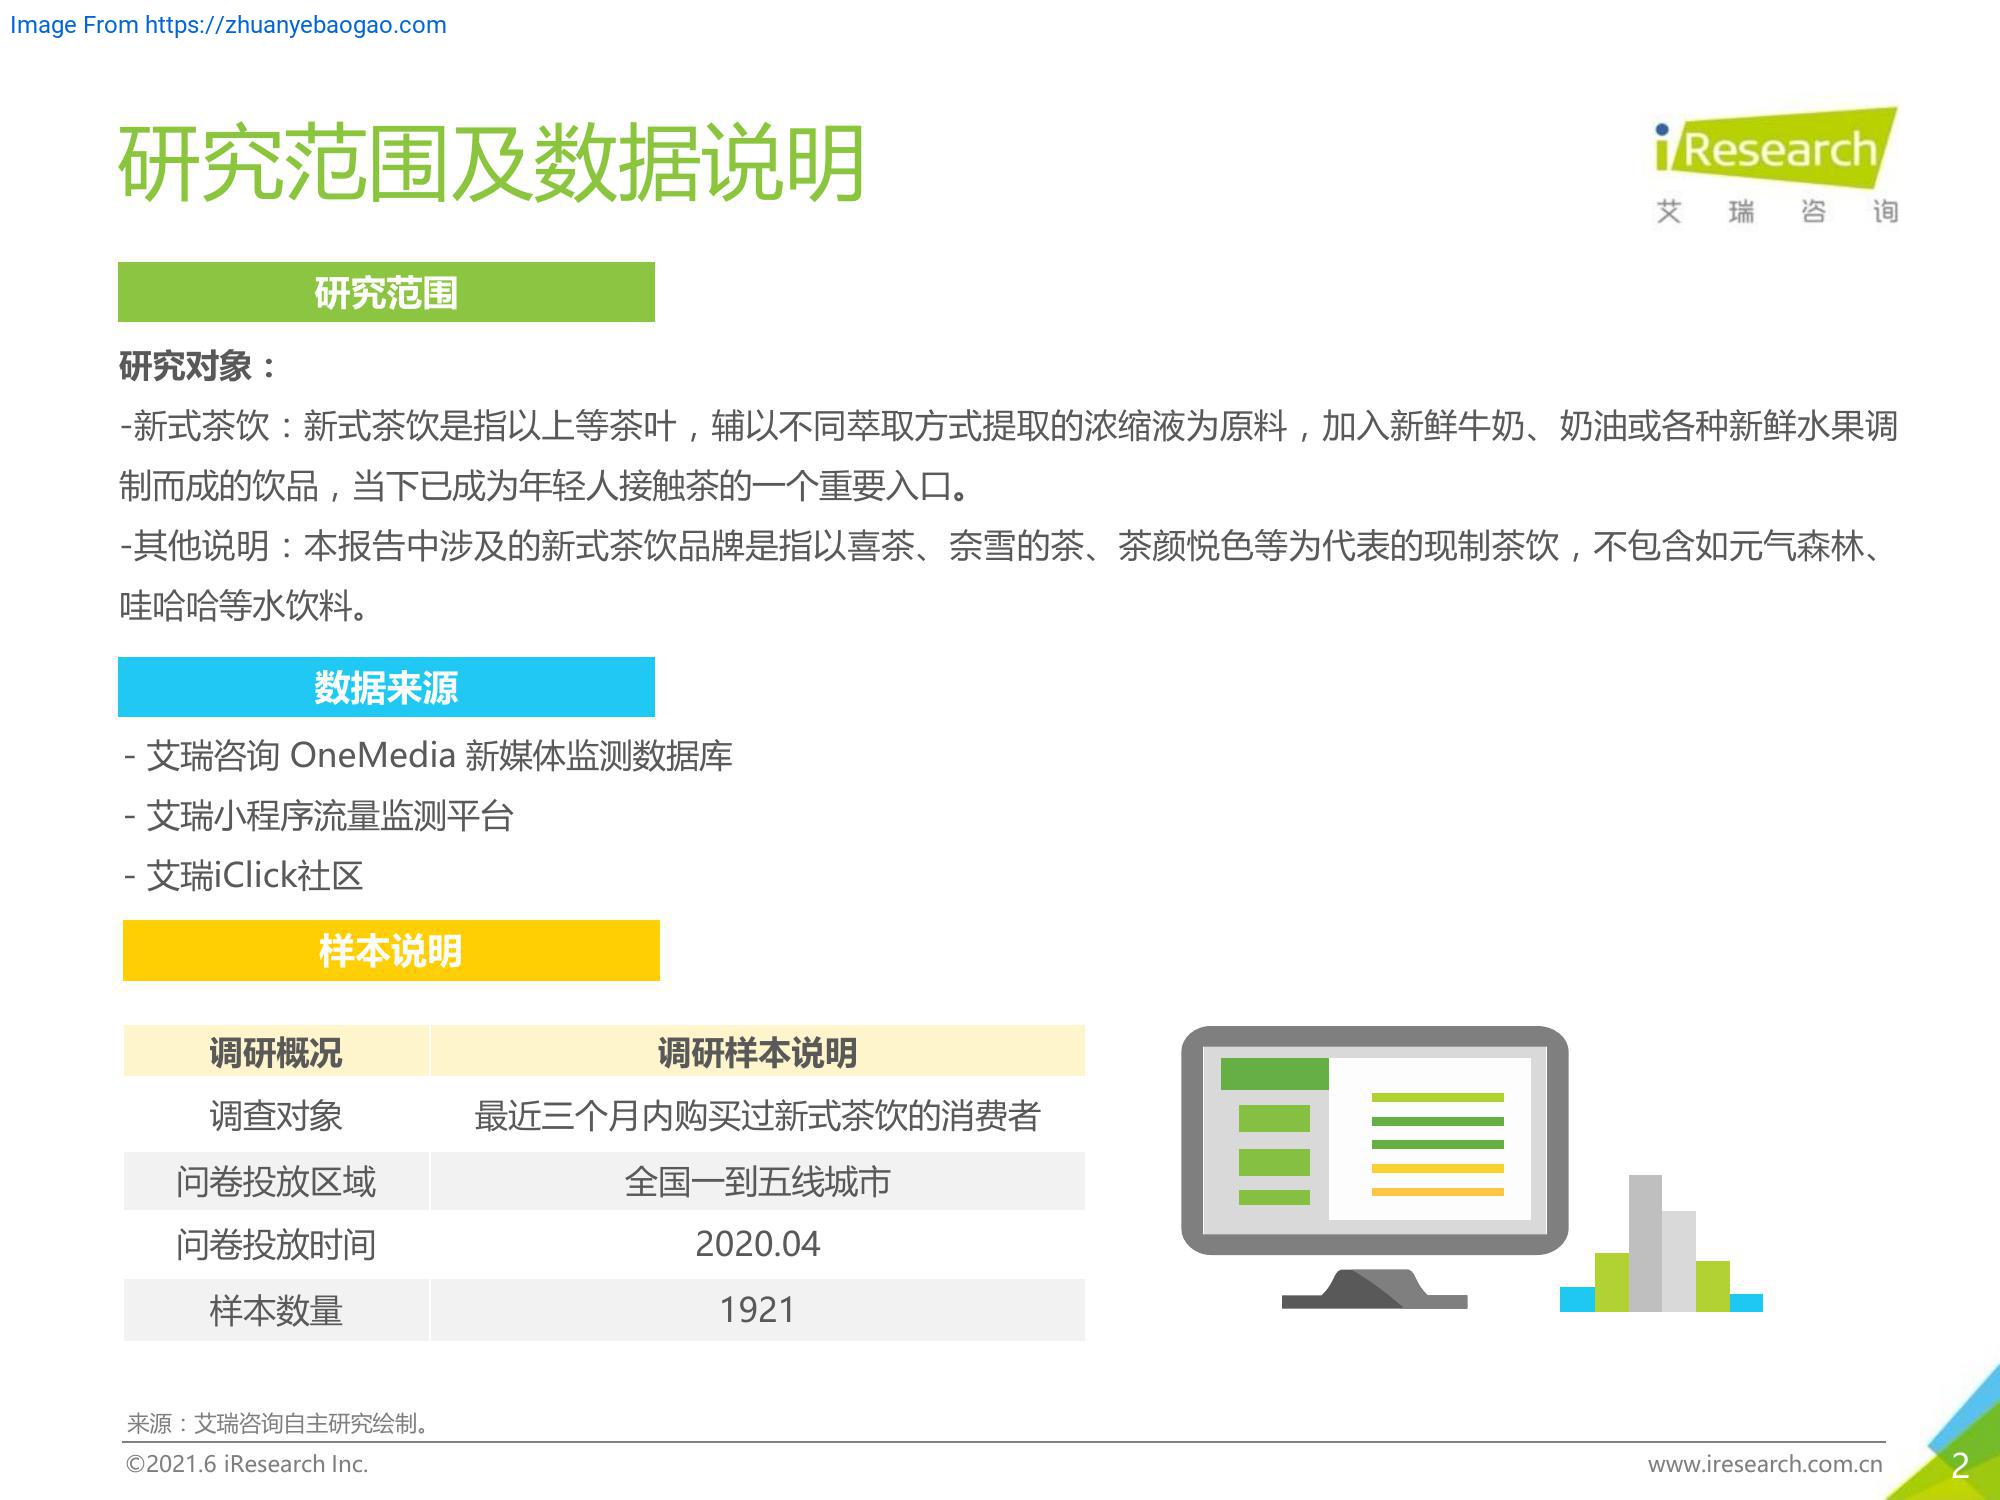 Image From https://zhuanyebaogao.com
研究范围及数据说明
iResearch
艾瑞咨询
研究范围
研究对象：
-新式茶饮：新式茶饮是指以上等茶叶，辅以不同萃取方式提取的浓缩液为原料，加入新鲜牛奶、奶油或各种新鲜水果调
制而成的饮品，当下已成为年轻人接触茶的一个重要入口。
-其他说明：本报告中涉及的新式茶饮品牌是指以喜茶、奈雪的茶、茶颜悦色等为代表的现制茶饮，不包含如元气森林、
哇哈哈等水饮料。
数据来源
- 艾瑞咨询 OneMedia 新媒体监测数据库
- 艾瑞小程序流量监测平台
- 艾瑞iClick社区
样本说明
调研概况 调研样本说明
调查对象 最近三个月内购买过新式茶饮的消费者
问卷投放区域 全国一到五线城市
问卷投放时间 2020.04
样本数量 1921
来源：艾瑞咨询自主研究绘制。
©2021.6 iResearch Inc. www.iresearch.com.cn 2